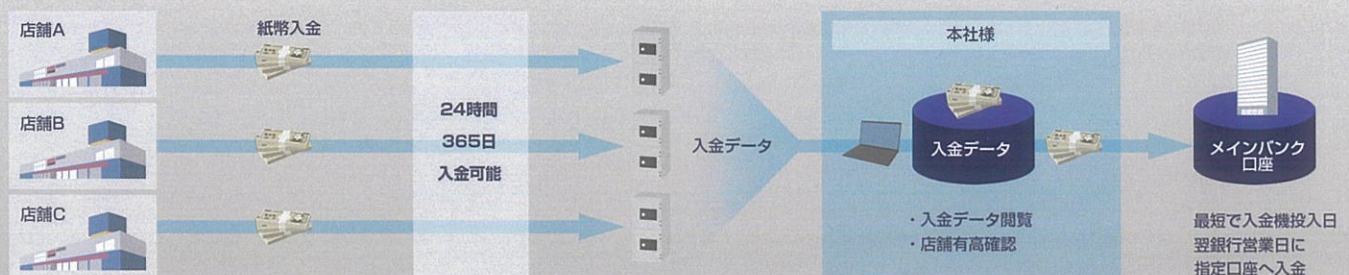 店舗A
紙幣入金
店舗B
店舗C
24時間
365日
入金可能
入金データ
本社様
入金データ
・入金データ閲覧
・店舗有高確認
メインバンク
口座
最短で入金機投入日
翌銀行営業日に
指定口座へ入金